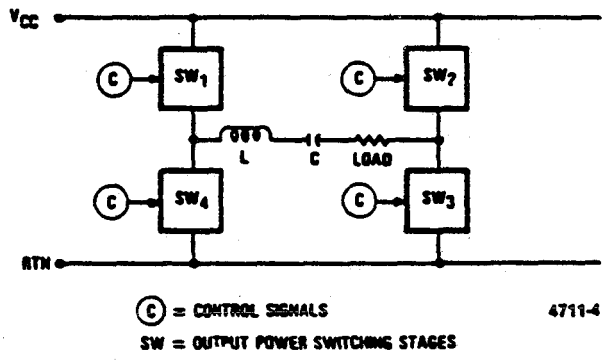 VCC
C SW1 C SW2
L C LOAD
C SW4 C SW3
RTN
C = CONTROL SIGNALS 4711-4
SW = OUTPUT POWER SWITCHING STAGES